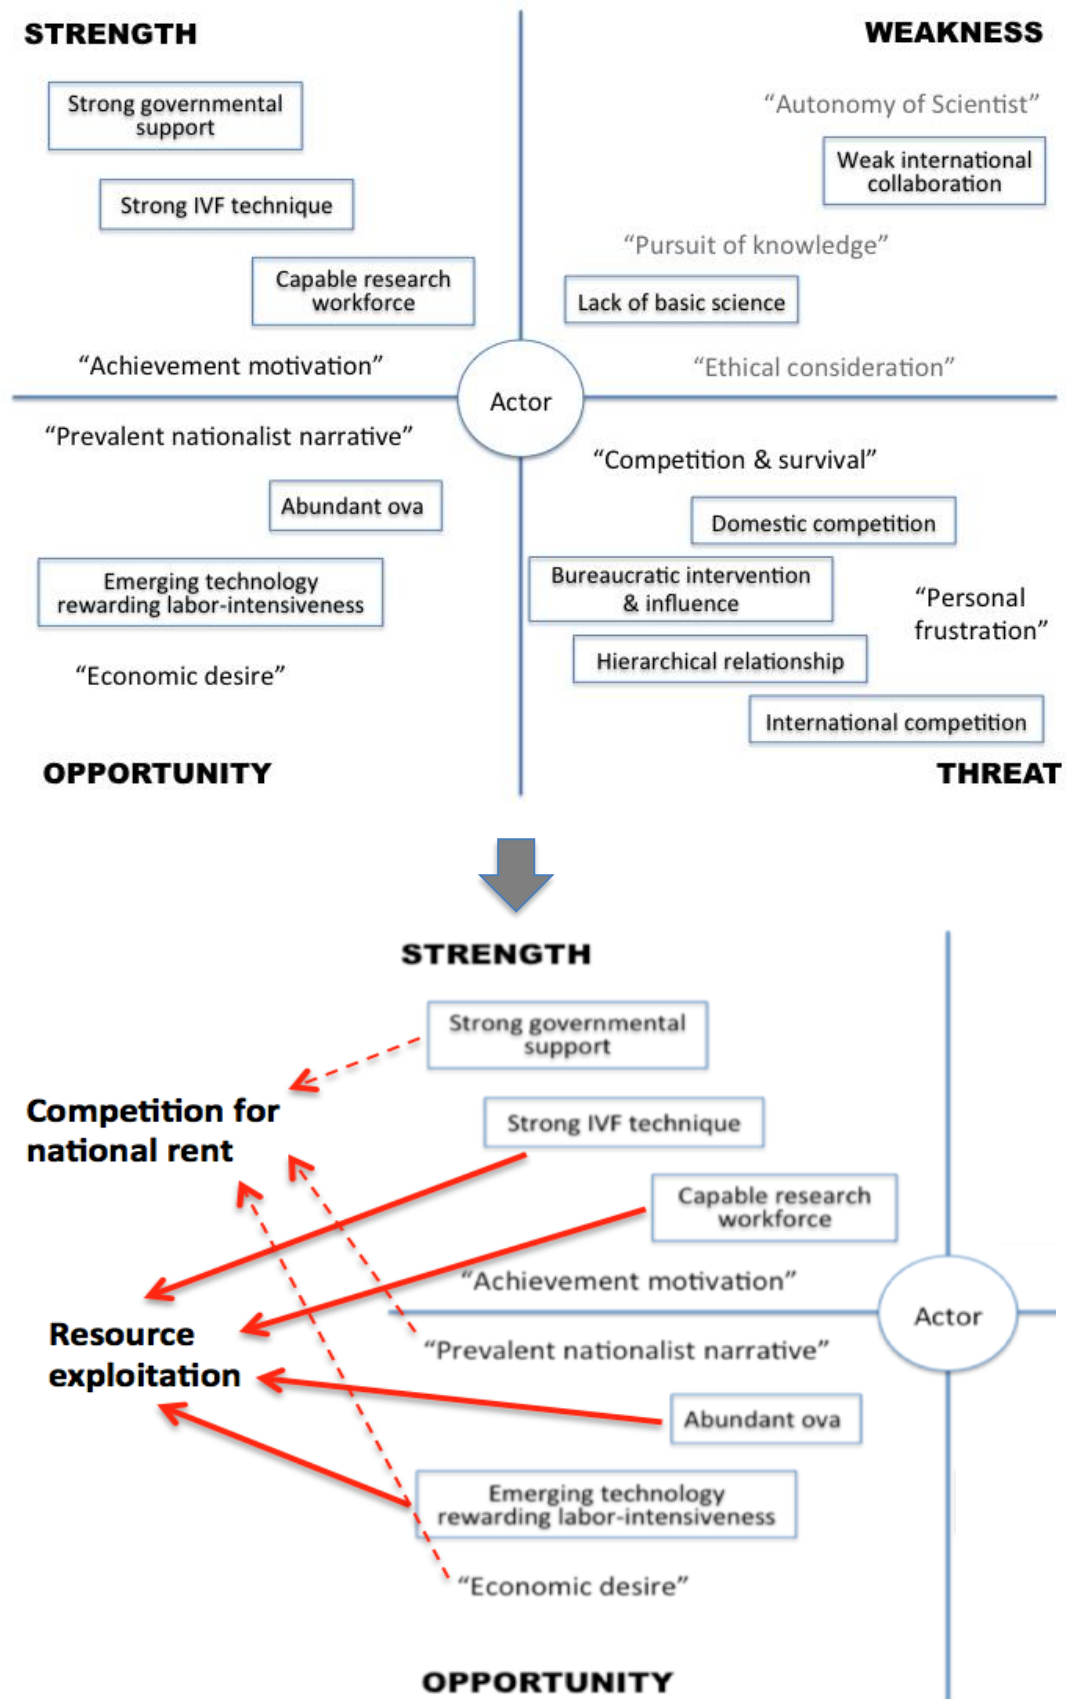 STRENGTH
WEAKNESS
Strong governmental
support
“Autonomy of Scientist”
Weak international
collaboration
Strong IVF technique
“Pursuit of knowledge”
Capable research
workforce
Lack of basic science
“Achievement motivation”
“Ethical consideration”
Actor
“Prevalent nationalist narrative”
“Competition & survival”
Abundant ova
Domestic competition
Emerging technology
rewarding labor-intensiveness
Bureaucratic intervention
& influence
“Personal
frustration”
Hierarchical relationship
“Economic desire”
International competition
OPPORTUNITY
THREAT
STRENGTH
Strong governmental
support
Competition for
national rent
Strong IVF technique
Capable research
workforce
“Achievement motivation”
Actor
Resource
exploitation
“Prevalent nationalist narrative”
Abundant ova
Emerging technology
rewarding labor-intensiveness
“Economic desire”
OPPORTUNITY